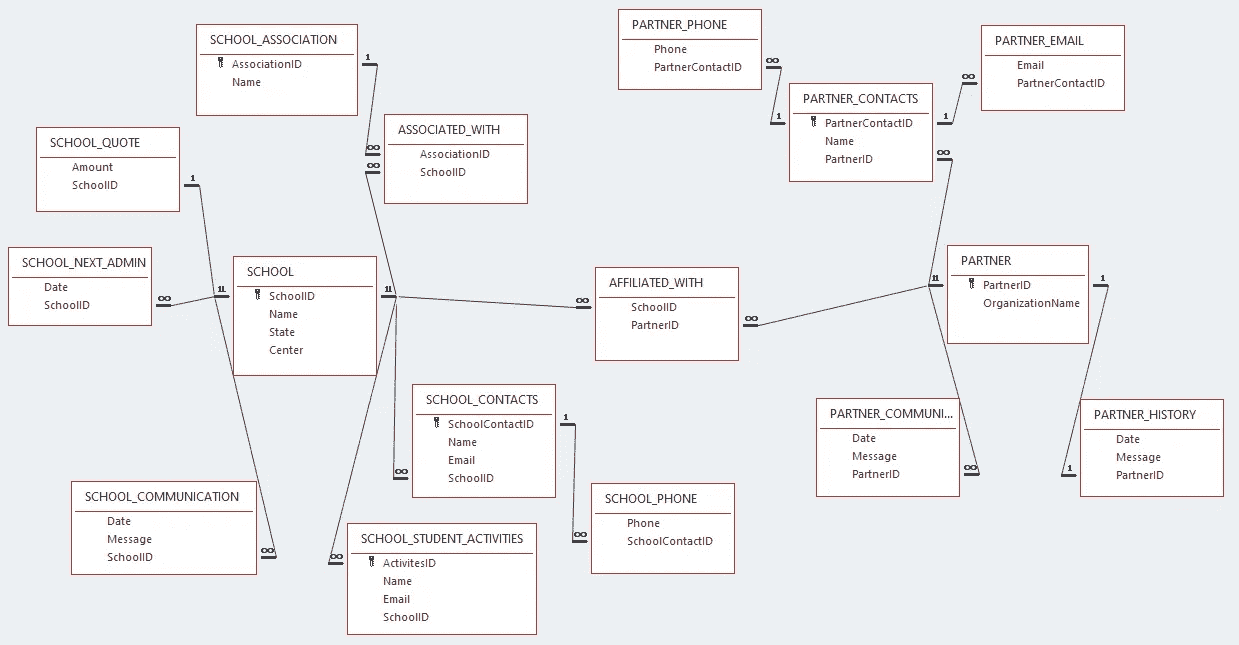 SCHOOL_ASSOCIATION
AssociationID
Name
PARTNER_PHONE
Phone
PartnerContactID
PARTNER_EMAIL
Email
PartnerContactID
PARTNER_CONTACTS
PartnerContactID
Name
PartnerID
ASSOCIATED_WITH
AssociationID
SchoolID
SCHOOL_QUOTE
Amount
SchoolID
SCHOOL_NEXT_ADMIN
Date
SchoolID
SCHOOL
SchoolID
Name
State
Center
AFFILIATED_WITH
SchoolID
PartnerID
PARTNER
PartnerID
OrganizationName
SCHOOL_CONTACTS
SchoolContactID
Name
Email
SchoolID
PARTNER_COMMUNI...
Date
Message
PartnerID
PARTNER_HISTORY
Date
Message
PartnerID
SCHOOL_COMMUNICATION
Date
Message
SchoolID
SCHOOL_PHONE
Phone
SchoolContactID
SCHOOL_STUDENT_ACTIVITIES
ActivitesID
Name
Email
SchoolID
1
∞
∞
1
∞
1
1
∞
∞
1
∞
1
1
1
1
∞
∞
1
1
1
∞
∞
1
∞
∞
∞
∞
1